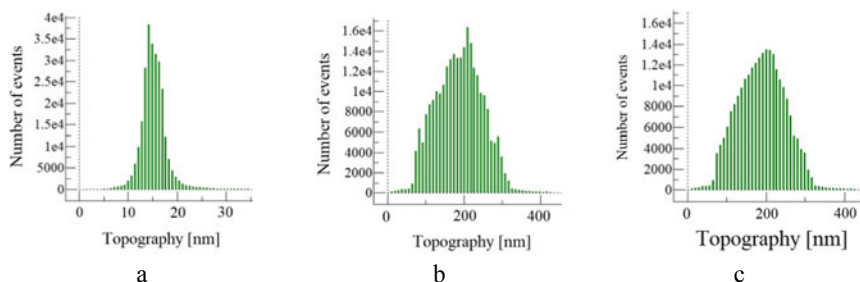 4e4
3.5e4
3e4
2.5e4
2e4
1.5e4
1e4
5000
0
Number of events
0 10 20 30
Topography [nm]
a
1.6e4
1.4e4
1.2e4
1e4
8000
6000
4000
2000
0
Number of events
0 200 400
Topography [nm]
b
1.6e4
1.4e4
1.2e4
1e4
8000
6000
4000
2000
0
Number of events
0 200 400
Topography [nm]
c